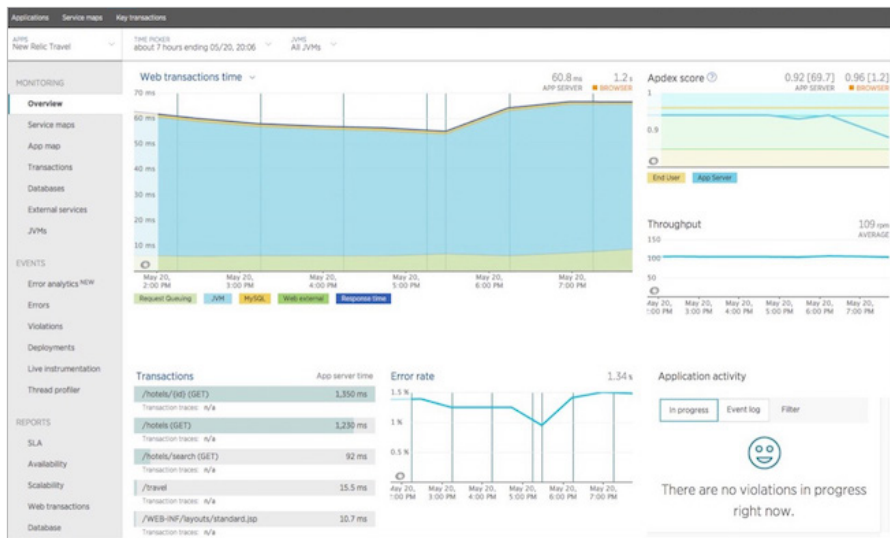 Applications Service maps Key transactions
APPS
New Relic Travel
TIME PICKER
about 7 hours ending 05/20, 20:06
JVMS
All JVMs
MONITORING
Overview
Service maps
App map
Transactions
Databases
External services
JVMs
EVENTS
Error analytics NEW
Errors
Violations
Deployments
Live instrumentation
Thread profiler
REPORTS
SLA
Availability
Scalability
Web transactions
Database
Web transactions time
60.8 ms
APP SERVER
1.2 s
BROWSER
70 ms
60 ms
50 ms
40 ms
30 ms
20 ms
10 ms
May 20, 2:00 PM
May 20, 3:00 PM
May 20, 4:00 PM
May 20, 5:00 PM
May 20, 6:00 PM
May 20, 7:00 PM
Request Queuing JVM MySQL Web external Response time
Apdex score ?
0.92 [69.7]
APP SERVER
0.96 [1.2]
BROWSER
1
0.9
End User App Server
Throughput
109 rpm
AVERAGE
150
100
50
May 20, 2:00 PM
May 20, 3:00 PM
May 20, 4:00 PM
May 20, 5:00 PM
May 20, 6:00 PM
May 20, 7:00 PM
Transactions App server time
/hotels/{id} (GET) 1,350 ms
Transaction traces: n/a
/hotels (GET) 1,230 ms
Transaction traces: n/a
/hotels/search (GET) 92 ms
Transaction traces: n/a
/travel 15.5 ms
Transaction traces: n/a
/WEB-INF/layouts/standard.jsp 10.7 ms
Transaction traces: n/a
Error rate
1.34 %
1.5 %
1 %
0.5 %
May 20, 2:00 PM
May 20, 3:00 PM
May 20, 4:00 PM
May 20, 5:00 PM
May 20, 6:00 PM
May 20, 7:00 PM
Application activity
In progress Event log Filter
There are no violations in progress
right now.